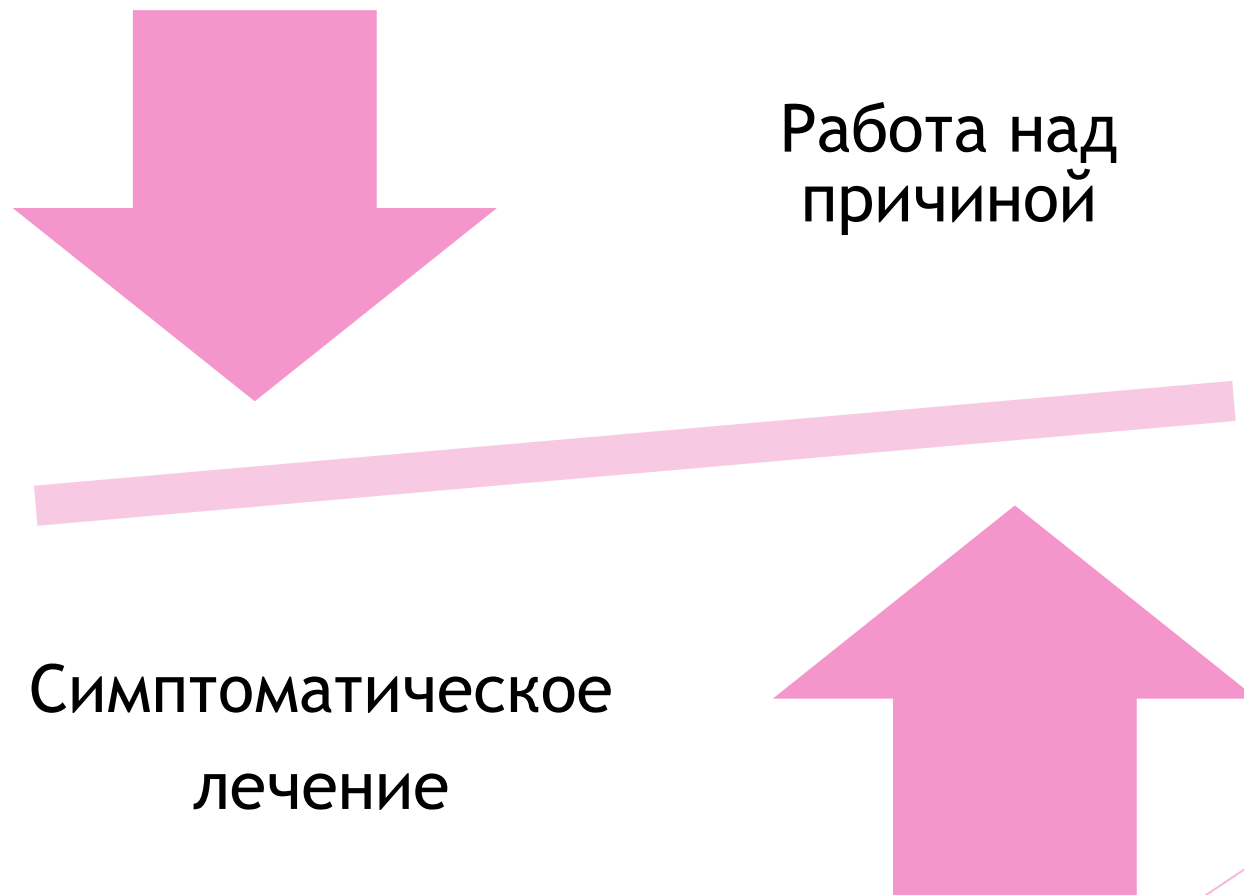 Работа над
причиной
Симптоматическое
лечение